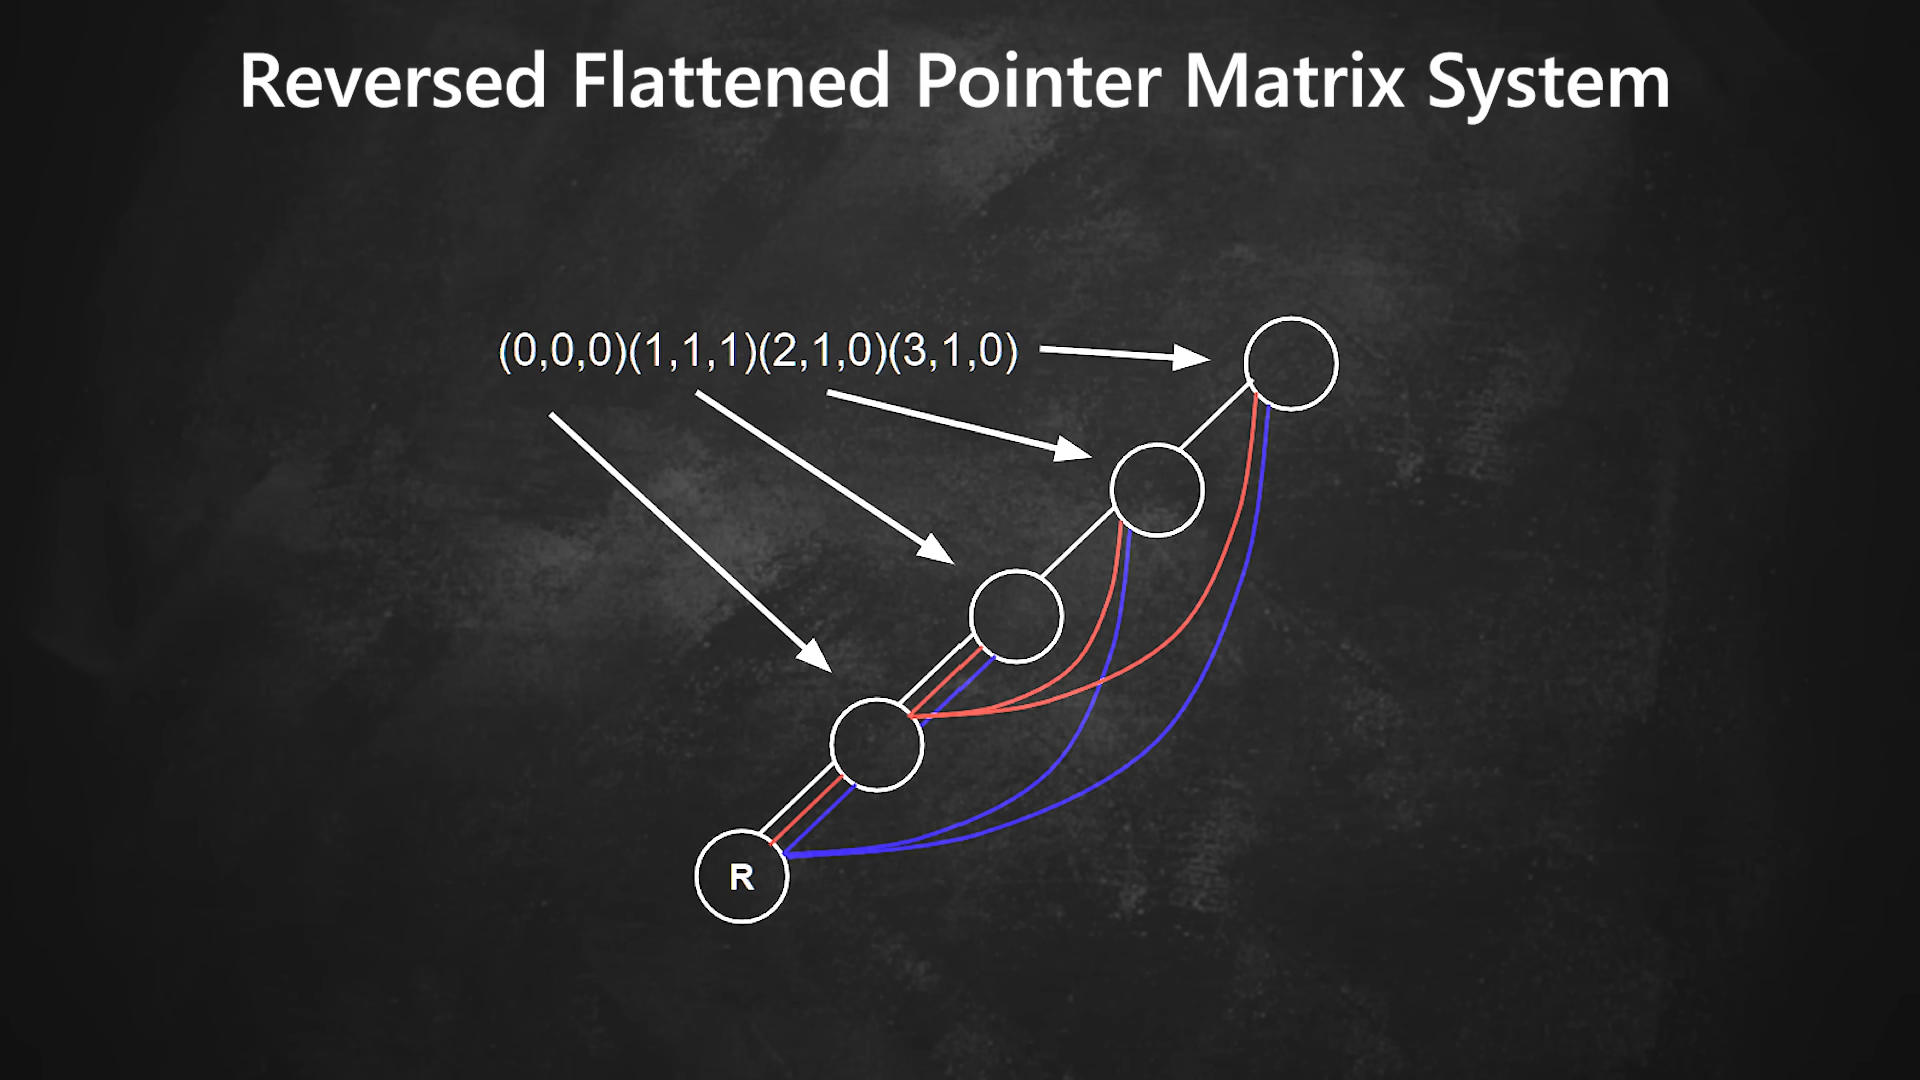 Reversed Flattened Pointer Matrix System
(0,0,0)(1,1,1)(2,1,0)(3,1,0)
R